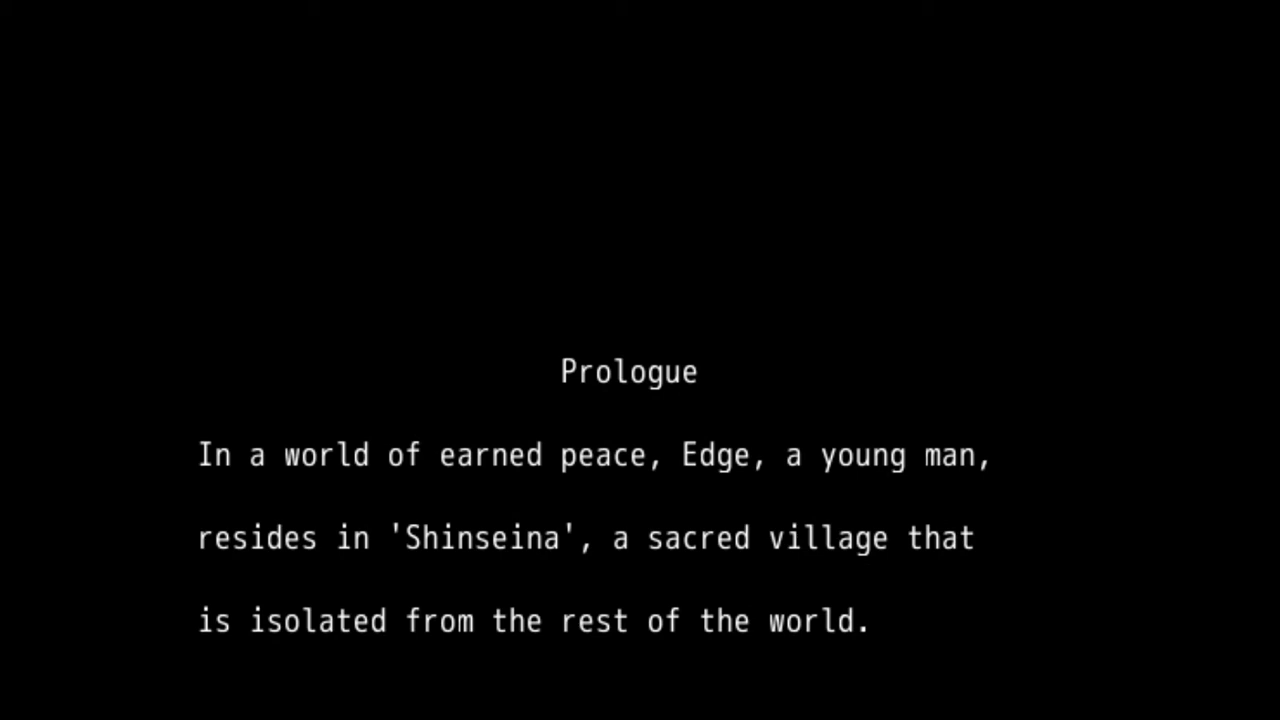 Prologue
In a world of earned peace, Edge, a young man,
resides in 'Shinseina', a sacred village that
is isolated from the rest of the world.